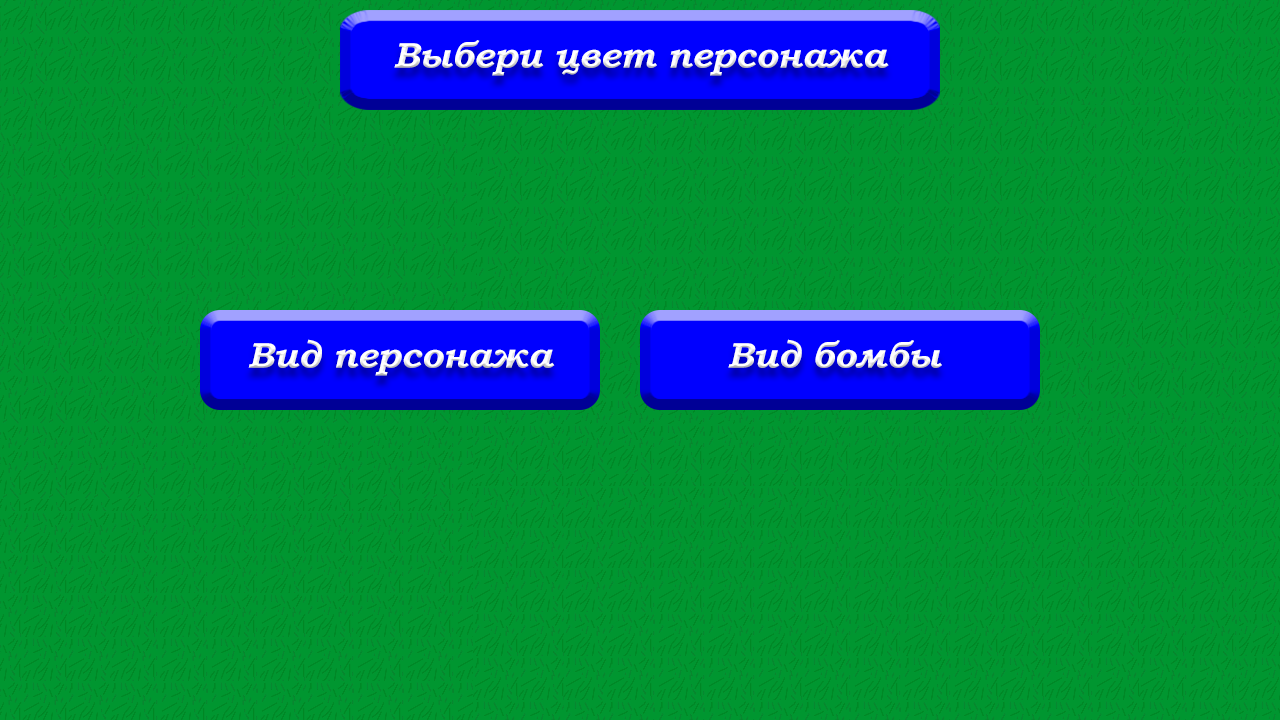 Выбери цвет персонажа
Вид персонажа
Вид бомбы